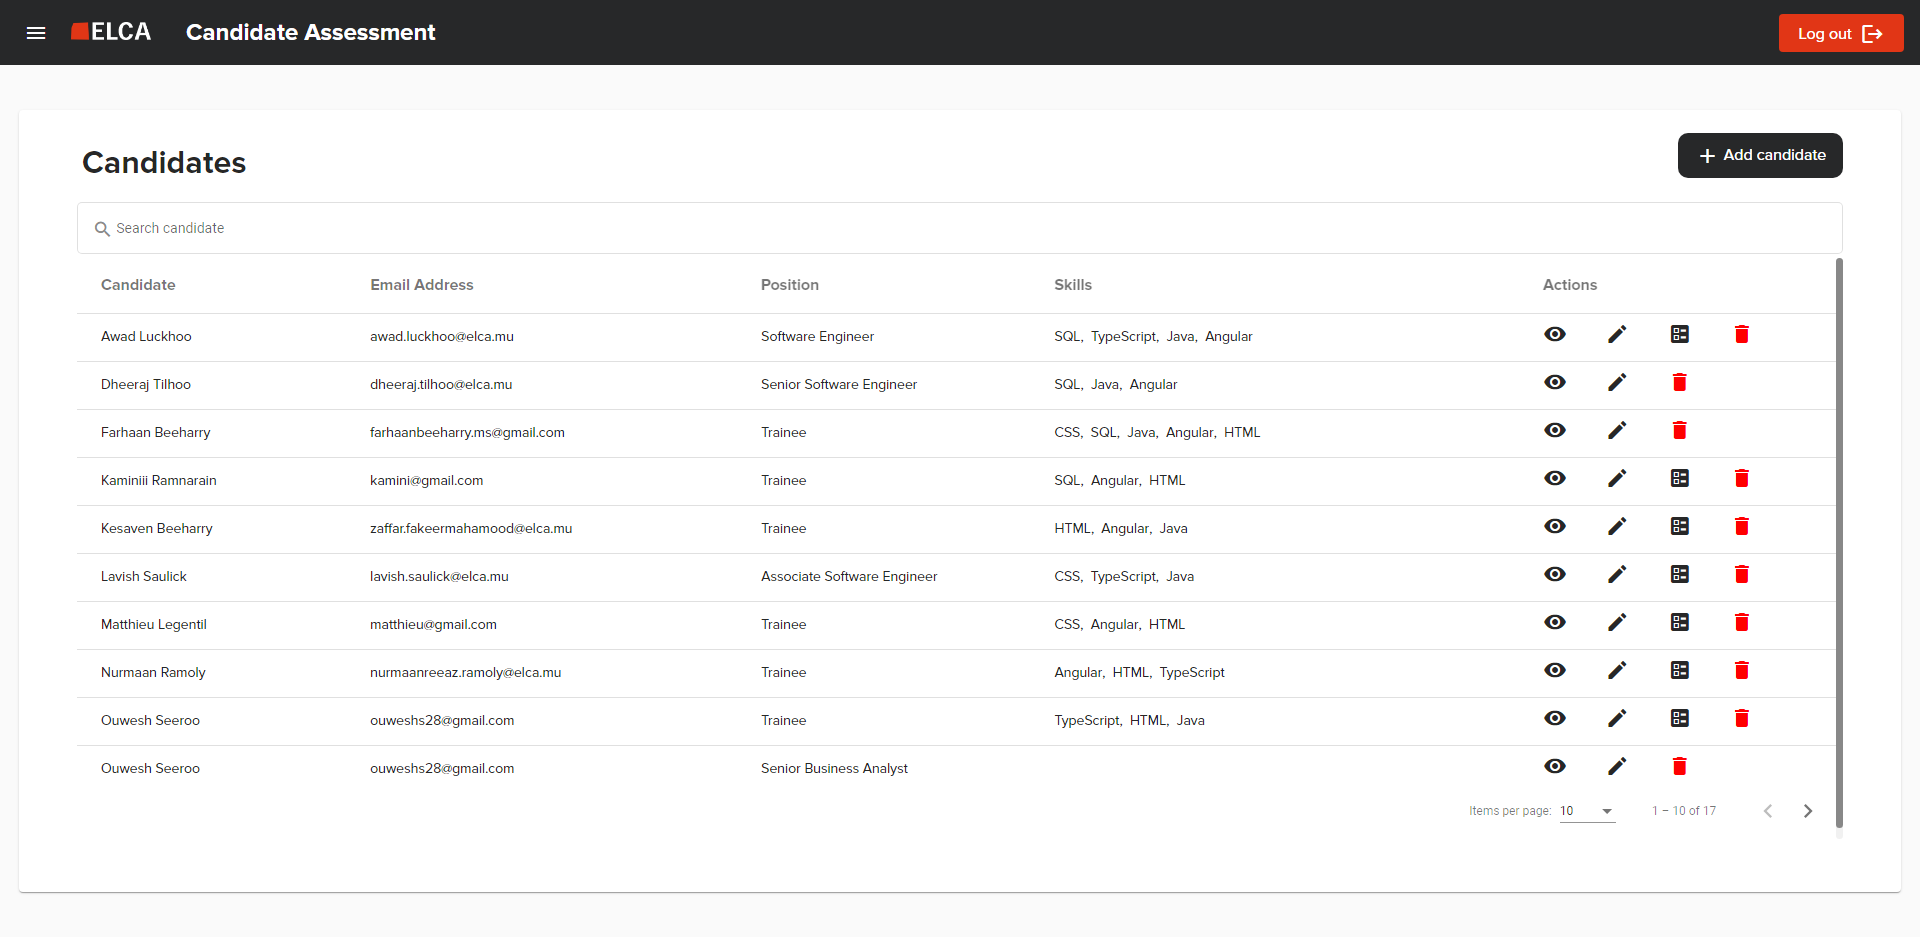 ELCA Candidate Assessment Log out
Candidates
Add candidate
Search candidate
Candidate Email Address Position Skills Actions
Awad Luckhoo awad.luckhoo@elca.mu Software Engineer SQL, TypeScript, Java, Angular
Dheeraj Tilhoo dheeraj.tilhoo@elca.mu Senior Software Engineer SQL, Java, Angular
Farhaan Beeharry farhaanbeeharry.ms@gmail.com Trainee CSS, SQL, Java, Angular, HTML
Kaminiii Ramnarain kamini@gmail.com Trainee SQL, Angular, HTML
Kesaven Beeharry zaffar.fakeermahamood@elca.mu Trainee HTML, Angular, Java
Lavish Saulick lavish.saulick@elca.mu Associate Software Engineer CSS, TypeScript, Java
Matthieu Legentil matthieu@gmail.com Trainee CSS, Angular, HTML
Nurmaan Ramoly nurmaanreeaz.ramoly@elca.mu Trainee Angular, HTML, TypeScript
Ouwesh Seeroo ouweshs28@gmail.com Trainee TypeScript, HTML, Java
Ouwesh Seeroo ouweshs28@gmail.com Senior Business Analyst
Items per page: 10 1 – 10 of 17